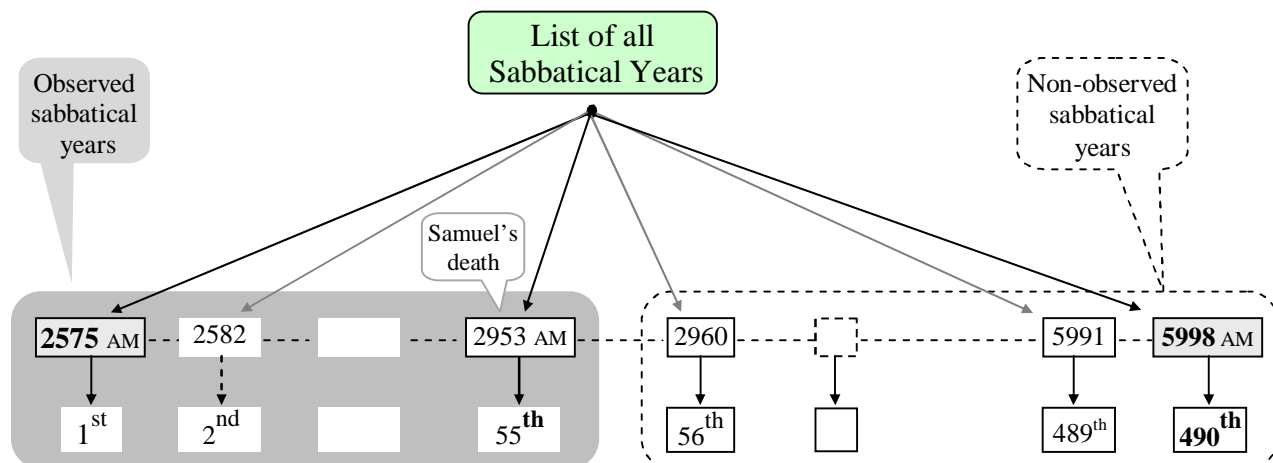 List of all
Sabbatical Years
Observed
sabbatical
years
Non-observed
sabbatical
years
Samuel's
death
2575 AM
2582
2953 AM
2960
5991
5998 AM
1st
2nd
55th
56th
489th
490th